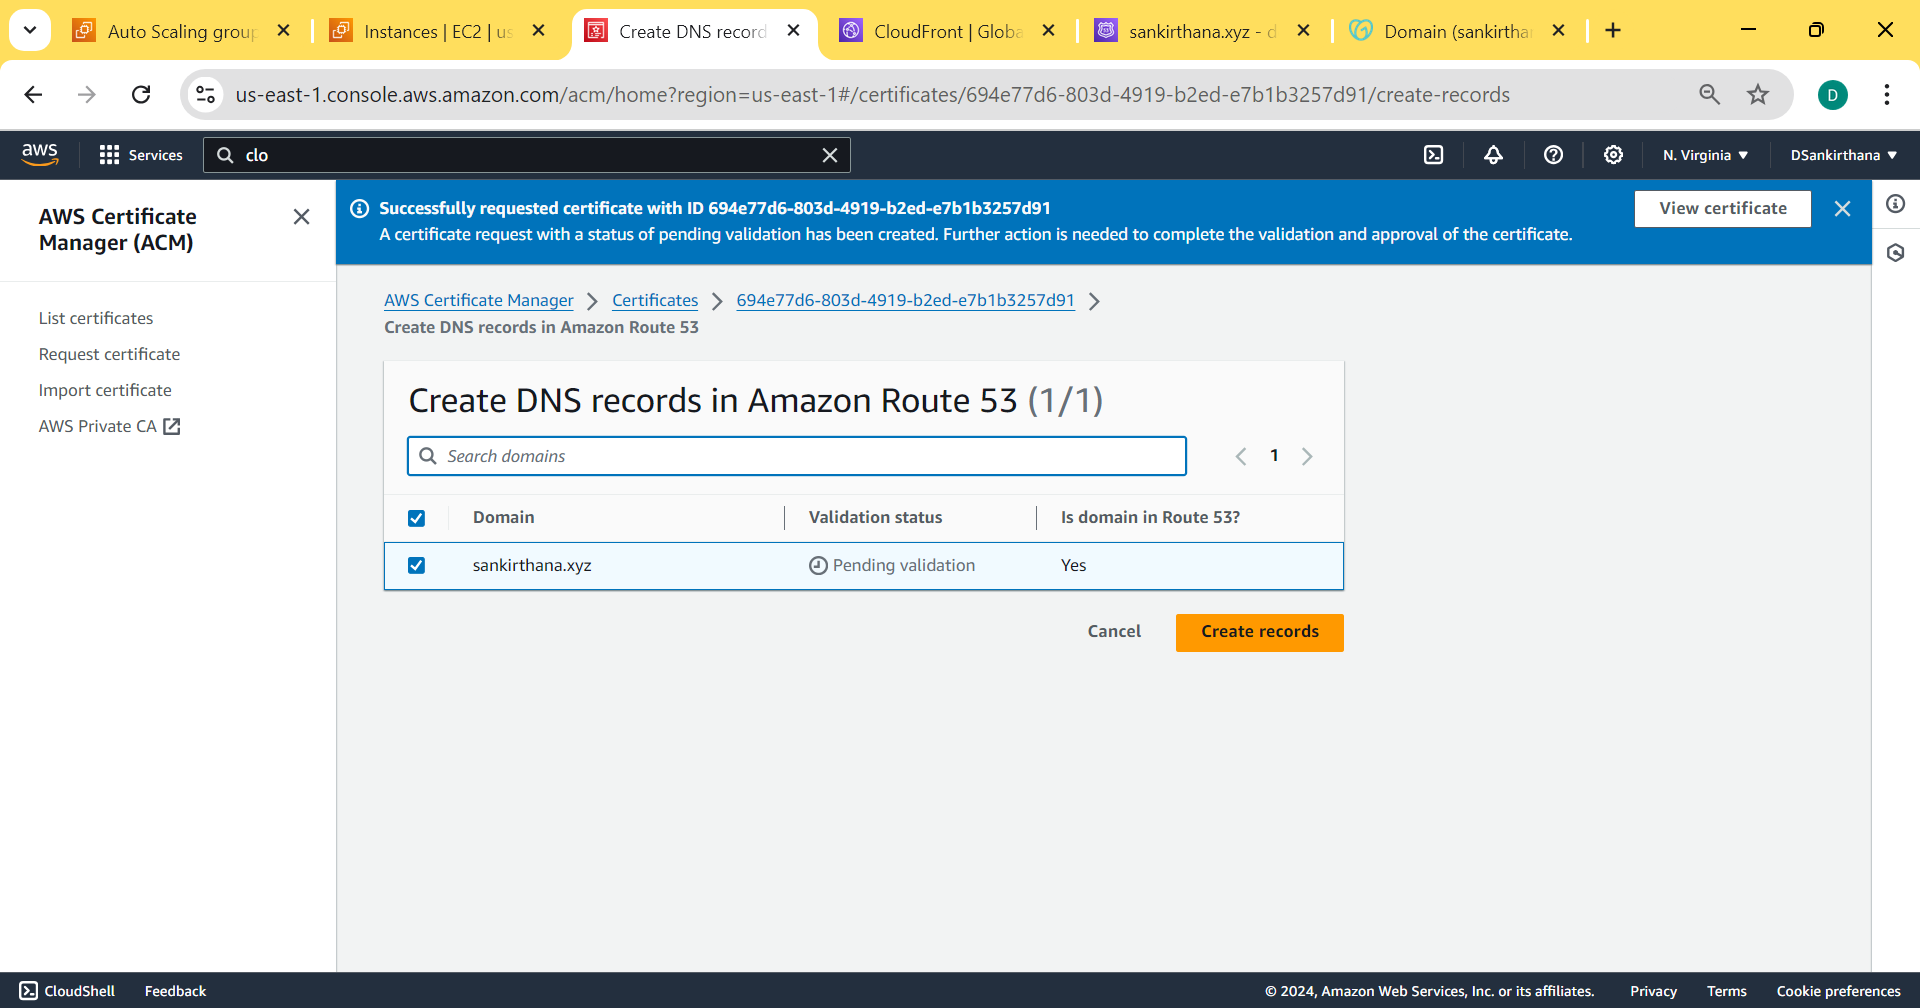 Auto Scaling group
Instances | EC2 | us
Create DNS record
CloudFront | Globa
sankirthana.xyz - d
Domain (sankirtha
us-east-1.console.aws.amazon.com/acm/home?region=us-east-1#/certificates/694e77d6-803d-4919-b2ed-e7b1b3257d91/create-records
D
aws
Services
clo
N. Virginia
DSankirthana
AWS Certificate
Manager (ACM)
List certificates
Request certificate
Import certificate
AWS Private CA
Successfully requested certificate with ID 694e77d6-803d-4919-b2ed-e7b1b3257d91
A certificate request with a status of pending validation has been created. Further action is needed to complete the validation and approval of the certificate.
View certificate
AWS Certificate Manager
Certificates
694e77d6-803d-4919-b2ed-e7b1b3257d91
Create DNS records in Amazon Route 53
Create DNS records in Amazon Route 53 (1/1)
Search domains
1
Domain
Validation status
Is domain in Route 53?
sankirthana.xyz
Pending validation
Yes
Cancel
Create records
CloudShell
Feedback
© 2024, Amazon Web Services, Inc. or its affiliates.
Privacy
Terms
Cookie preferences